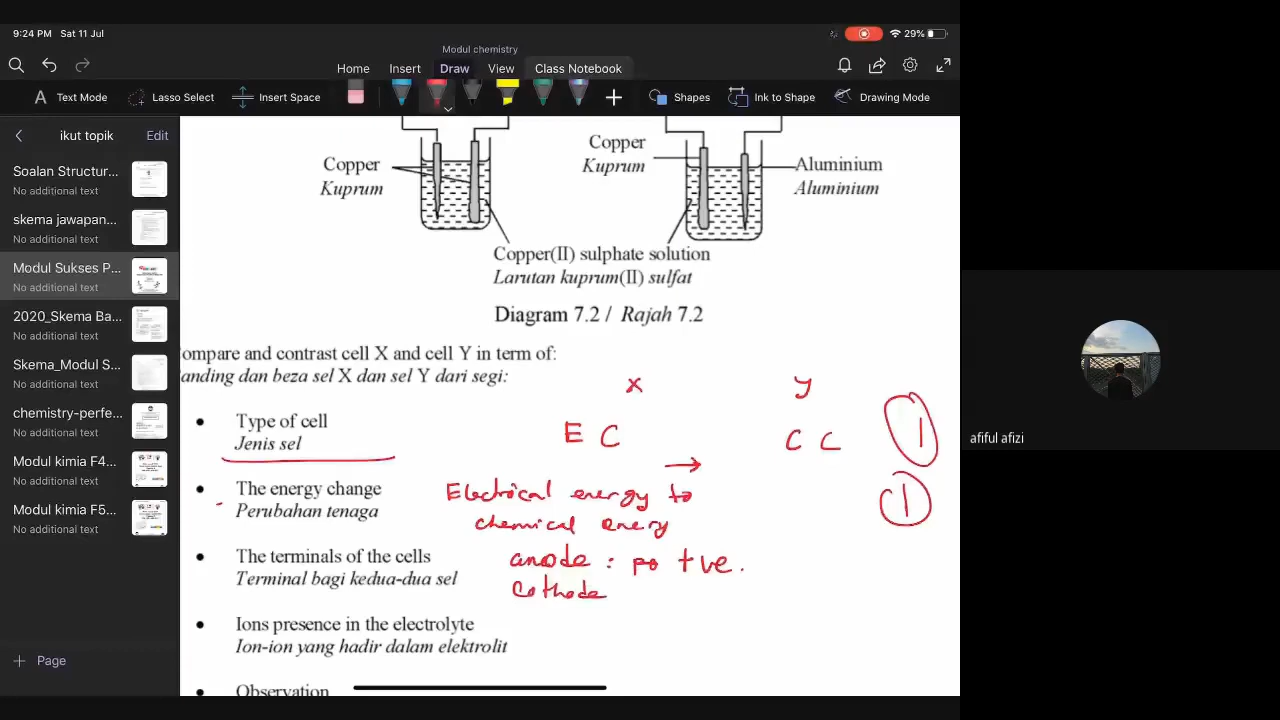 9:24 PM Sat 11 Jul
29%
Modul chemistry
Home Insert Draw View Class Notebook
A Text Mode Lasso Select Insert Space Shapes Ink to Shape Drawing Mode
ikut topik Edit
Soalan Structur...
No additional text
skema jawapan...
No additional text
Modul Sukses P...
No additional text
2020_Skema Ba...
No additional text
Skema_Modul S...
No additional text
chemistry-perfe...
No additional text
Modul kimia F4...
No additional text
Modul kimia F5...
No additional text
Page
Copper
Kuprum
Copper
Kuprum
Aluminium
Aluminium
Copper(II) sulphate solution
Larutan kuprum(II) sulfat
Diagram 7.2 / Rajah 7.2
ompare and contrast cell X and cell Y in term of:
anding dan beza sel X dan sel Y dari segi:
x y
• Type of cell E C C C 1
Jenis sel
→
• The energy change Electrical energy to 1
Perubahan tenaga chemical energy
• The terminals of the cells anode : po +ve.
Terminal bagi kedua-dua sel Cathode
• Ions presence in the electrolyte
Ion-ion yang hadir dalam elektrolit
• Observation
afiful afizi